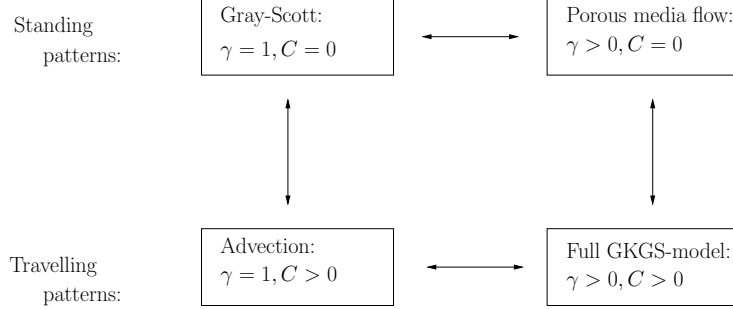 Standing
patterns:
Gray-Scott:
γ = 1, C = 0
Porous media flow:
γ > 0, C = 0
Travelling
patterns:
Advection:
γ = 1, C > 0
Full GKGS-model:
γ > 0, C > 0